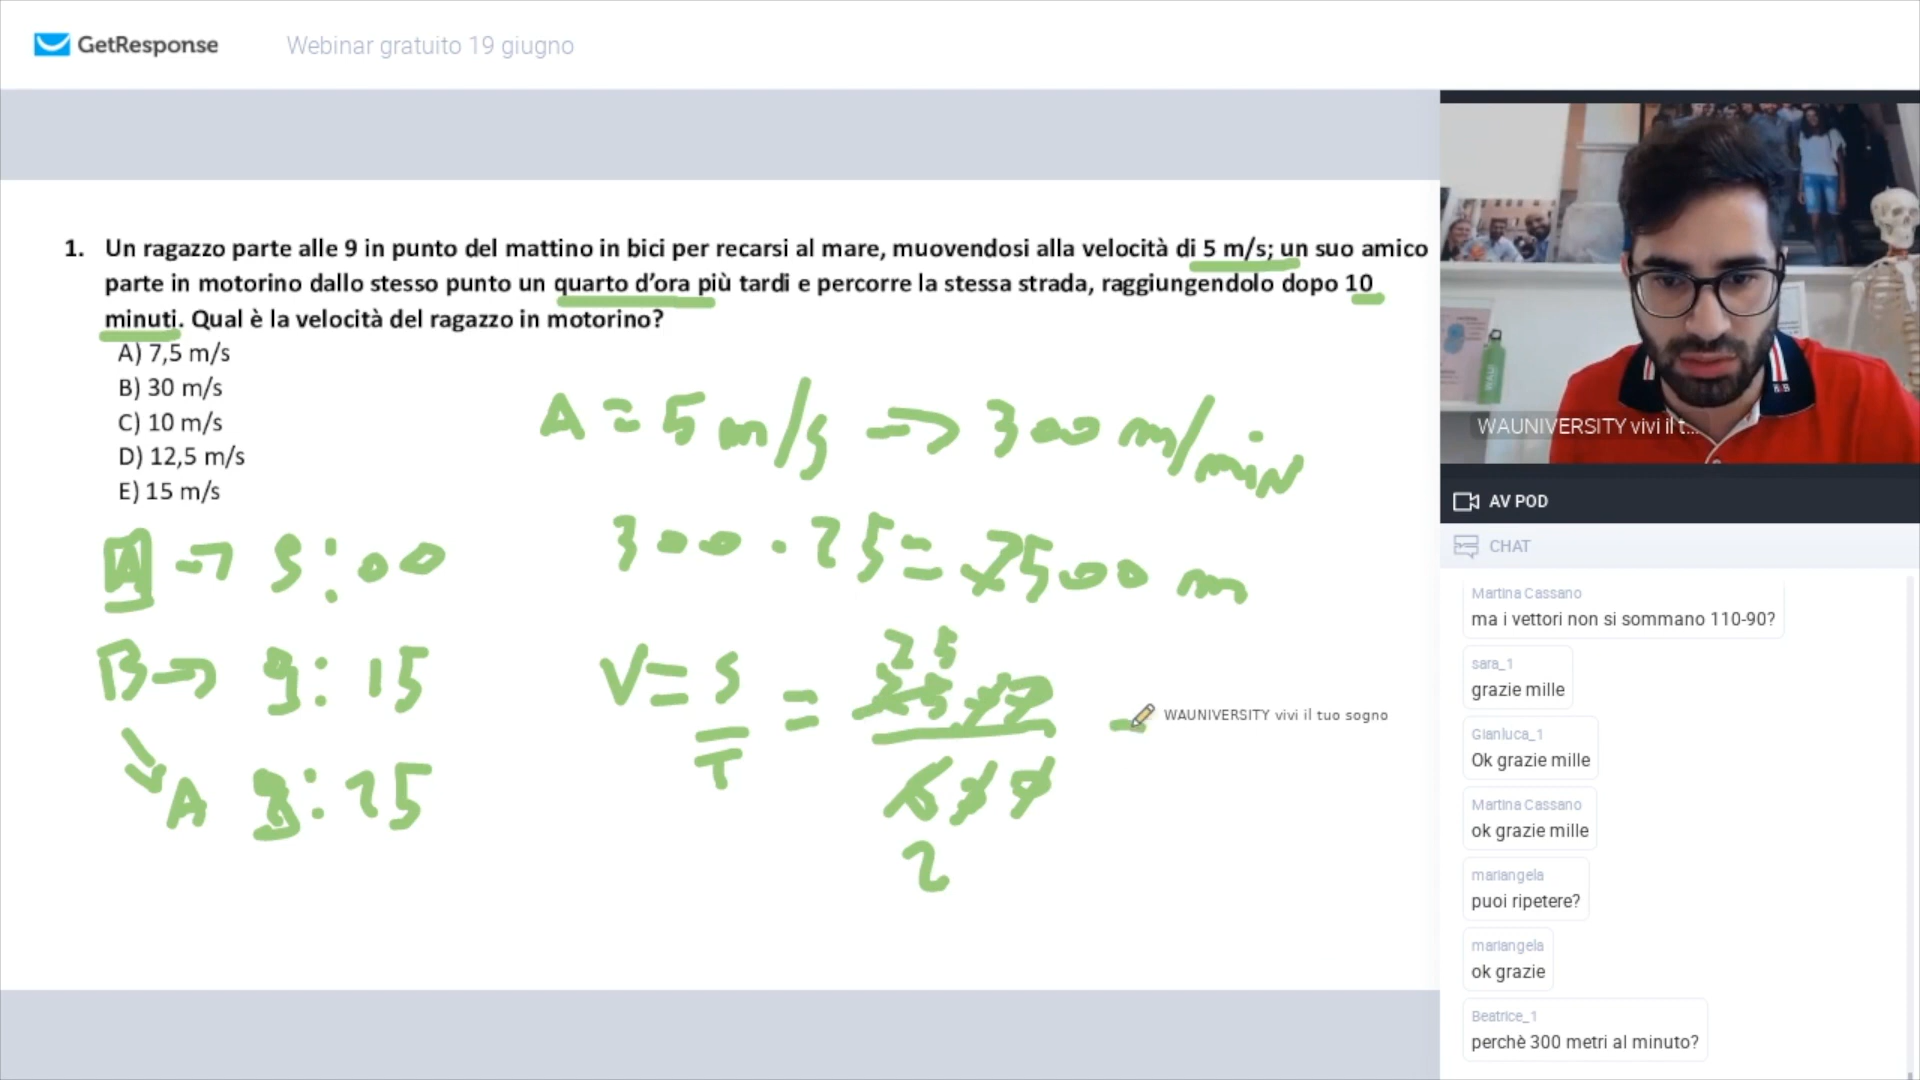 GetResponse
Webinar gratuito 19 giugno
1. Un ragazzo parte alle 9 in punto del mattino in bici per recarsi al mare, muovendosi alla velocità di 5 m/s; un suo amico
parte in motorino dallo stesso punto un quarto d'ora più tardi e percorre la stessa strada, raggiungendolo dopo 10
minuti. Qual è la velocità del ragazzo in motorino?
A) 7,5 m/s
B) 30 m/s
C) 10 m/s
D) 12,5 m/s
E) 15 m/s
A = 5 m/s → 300 m/min
A → 9:00
300 · 25 = 7500 m
B → 9:15
V = S/T =
25
2
A 9:25
WAUNIVERSITY vivi il tuo sogno
WAUNIVERSITY vivi il t...
AV POD
CHAT
Martina Cassano
ma i vettori non si sommano 110-90?
sara_1
grazie mille
Gianluca_1
Ok grazie mille
Martina Cassano
ok grazie mille
mariangela
puoi ripetere?
mariangela
ok grazie
Beatrice_1
perchè 300 metri al minuto?